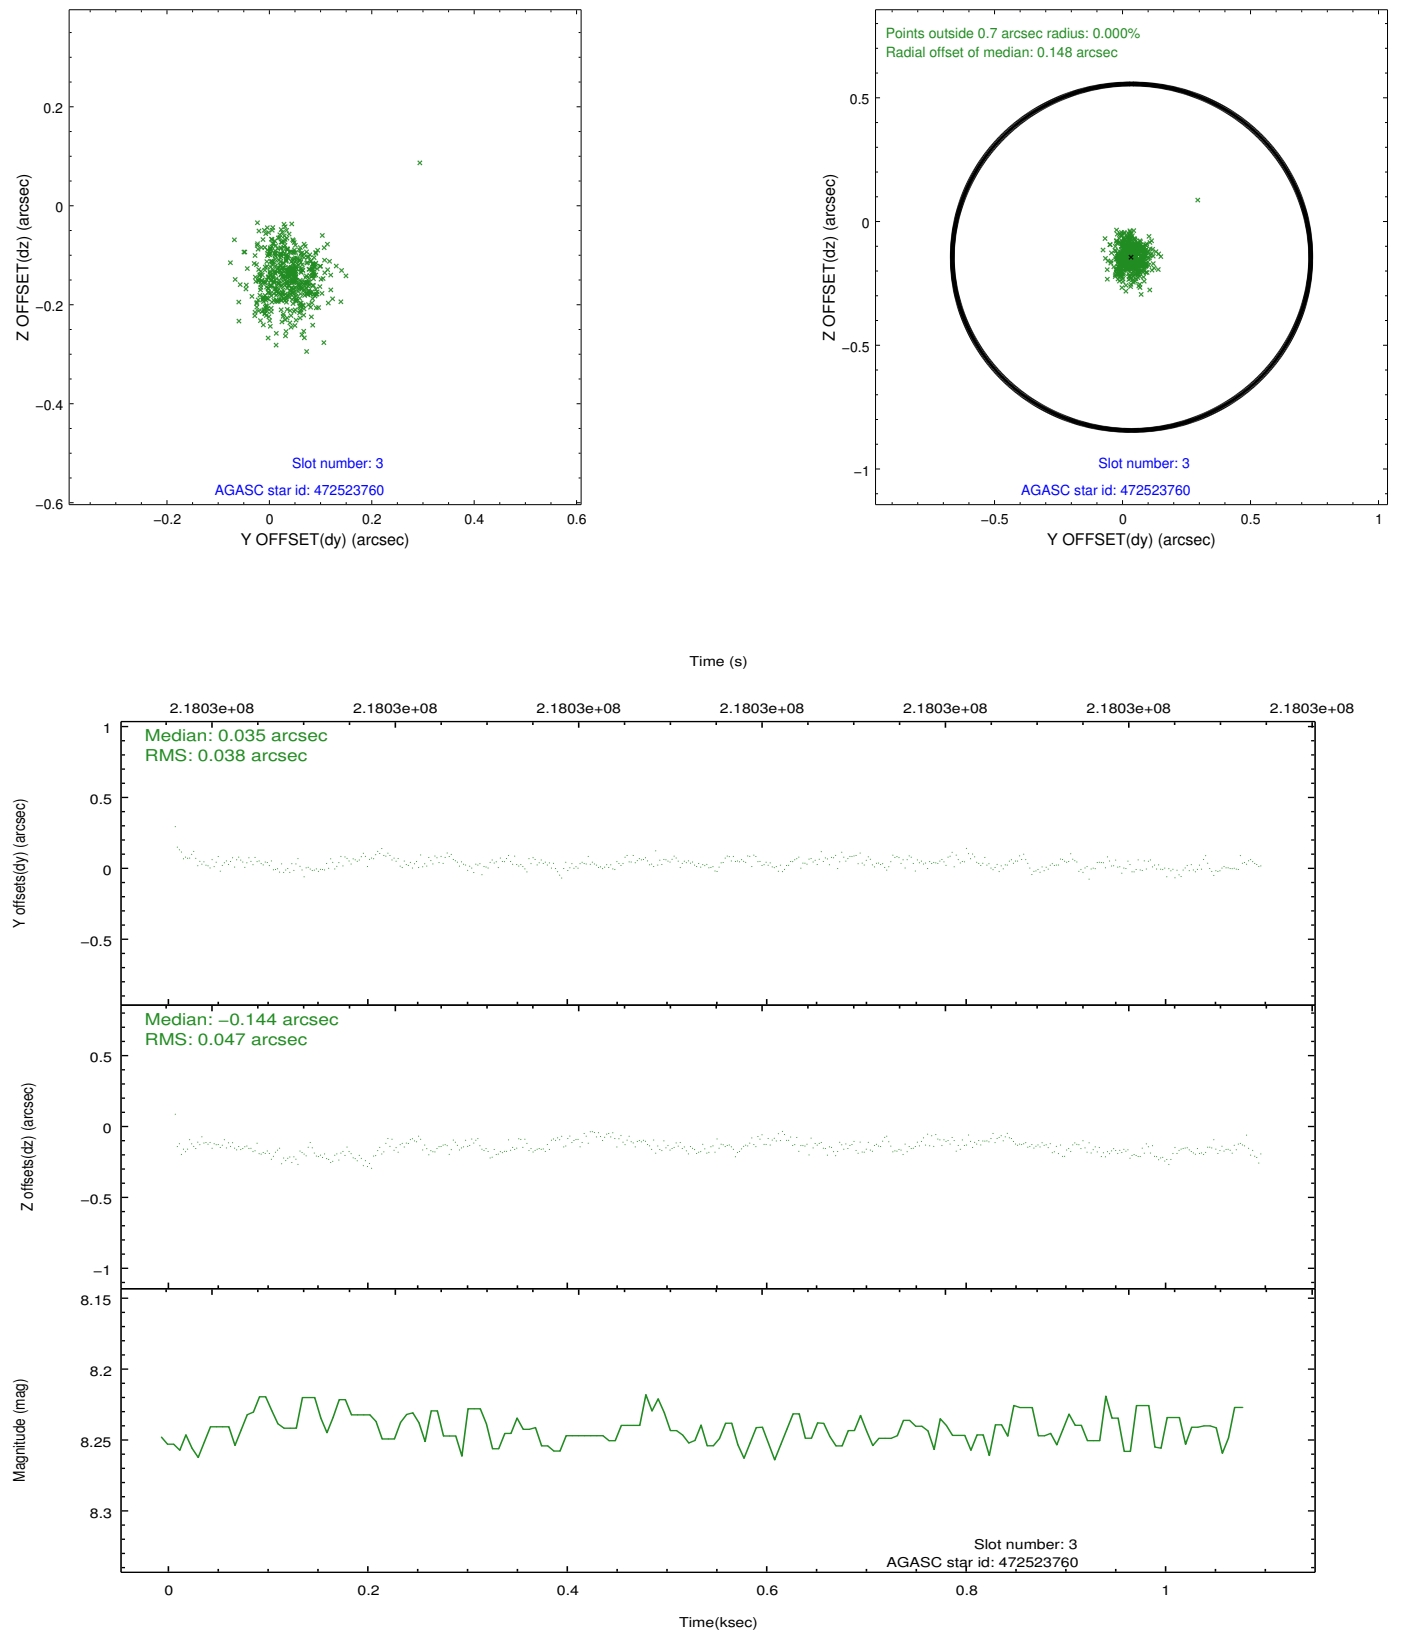 0.2
0
−0.2
−0.4
−0.6
Z OFFSET(dz) (arcsec)
Slot number: 3
AGASC star id: 472523760
−0.2 0 0.2 0.4 0.6
Y OFFSET(dy) (arcsec)
Points outside 0.7 arcsec radius: 0.000%
Radial offset of median: 0.148 arcsec
0.5
0
−0.5
−1
Z OFFSET(dz) (arcsec)
Slot number: 3
AGASC star id: 472523760
−0.5 0 0.5 1
Y OFFSET(dy) (arcsec)
Time (s)
2.1803e+08 2.1803e+08 2.1803e+08 2.1803e+08 2.1803e+08 2.1803e+08 2.1803e+08
Median: 0.035 arcsec
RMS: 0.038 arcsec
1
0.5
0
−0.5
Y offsets(dy) (arcsec)
Median: −0.144 arcsec
RMS: 0.047 arcsec
0.5
0
−0.5
−1
Z offsets(dz) (arcsec)
8.15
8.2
8.25
8.3
Magnitude (mag)
Slot number: 3
AGASC star id: 472523760
0 0.2 0.4 0.6 0.8 1
Time(ksec)